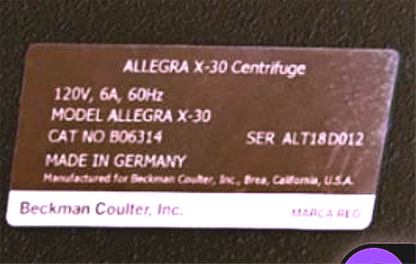 ALLEGRA X-30 Centrifuge
120V, 6A, 60Hz
MODEL ALLEGRA X-30
CAT NO B06314 SER ALT18D012
MADE IN GERMANY
Manufactured for Beckman Coulter, Inc., Brea, California, U.S.A.
Beckman Coulter, Inc. MARCA REG